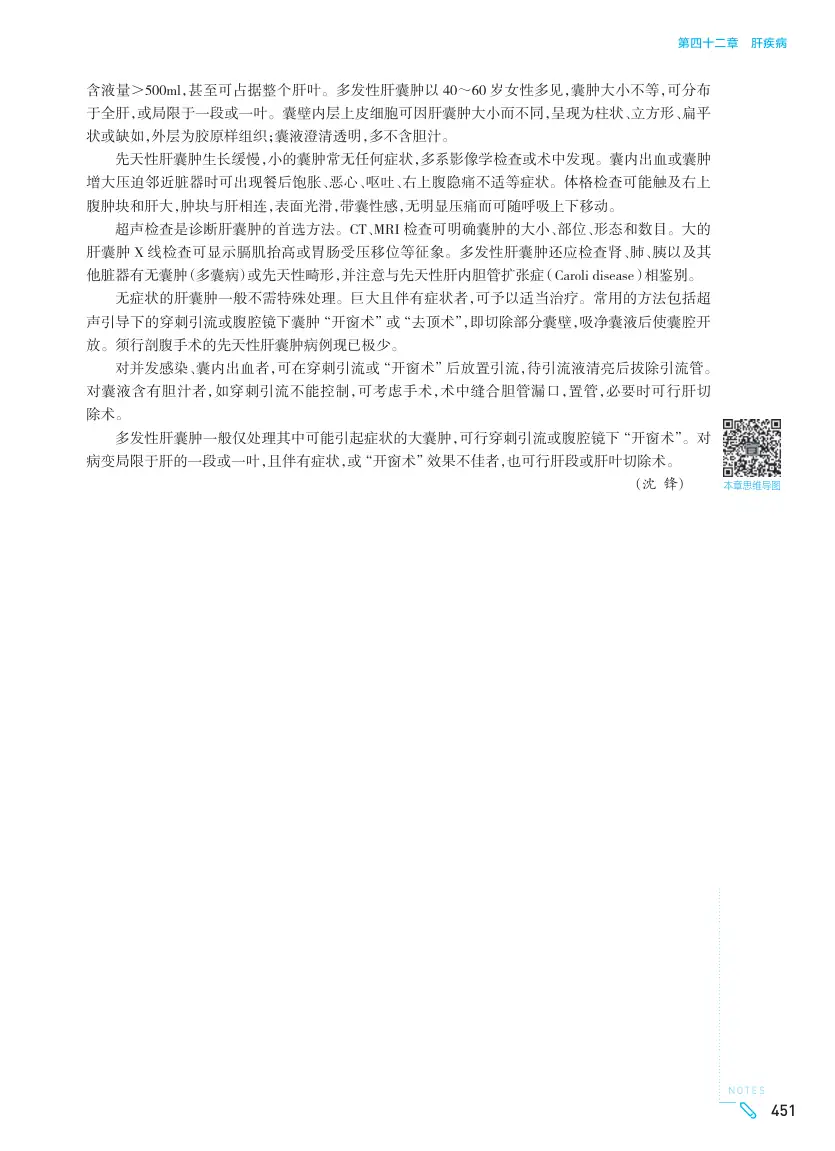 第四十二章 肝疾病
含液量＞500ml，甚至可占据整个肝叶。多发性肝囊肿以 40～60 岁女性多见，囊肿大小不等，可分布
于全肝，或局限于一段或一叶。囊壁内层上皮细胞可因肝囊肿大小而不同，呈现为柱状、立方形、扁平
状或缺如，外层为胶原样组织；囊液澄清透明，多不含胆汁。
先天性肝囊肿生长缓慢，小的囊肿常无任何症状，多系影像学检查或术中发现。囊内出血或囊肿
增大压迫邻近脏器时可出现餐后饱胀、恶心、呕吐、右上腹隐痛不适等症状。体格检查可能触及右上
腹肿块和肝大，肿块与肝相连，表面光滑，带囊性感，无明显压痛而可随呼吸上下移动。
超声检查是诊断肝囊肿的首选方法。CT、MRI 检查可明确囊肿的大小、部位、形态和数目。大的
肝囊肿 X 线检查可显示膈肌抬高或胃肠受压移位等征象。多发性肝囊肿还应检查肾、肺、胰以及其
他脏器有无囊肿（多囊病）或先天性畸形，并注意与先天性肝内胆管扩张症（Caroli disease）相鉴别。
无症状的肝囊肿一般不需特殊处理。巨大且伴有症状者，可予以适当治疗。常用的方法包括超
声引导下的穿刺引流或腹腔镜下囊肿“开窗术”或“去顶术”，即切除部分囊壁，吸净囊液后使囊腔开
放。须行剖腹手术的先天性肝囊肿病例现已极少。
对并发感染、囊内出血者，可在穿刺引流或“开窗术”后放置引流，待引流液清亮后拔除引流管。
对囊液含有胆汁者，如穿刺引流不能控制，可考虑手术，术中缝合胆管漏口，置管，必要时可行肝切
除术。
多发性肝囊肿一般仅处理其中可能引起症状的大囊肿，可行穿刺引流或腹腔镜下“开窗术”。对
病变局限于肝的一段或一叶，且伴有症状，或“开窗术”效果不佳者，也可行肝段或肝叶切除术。
（沈 锋）
本章思维导图
NOTES
451